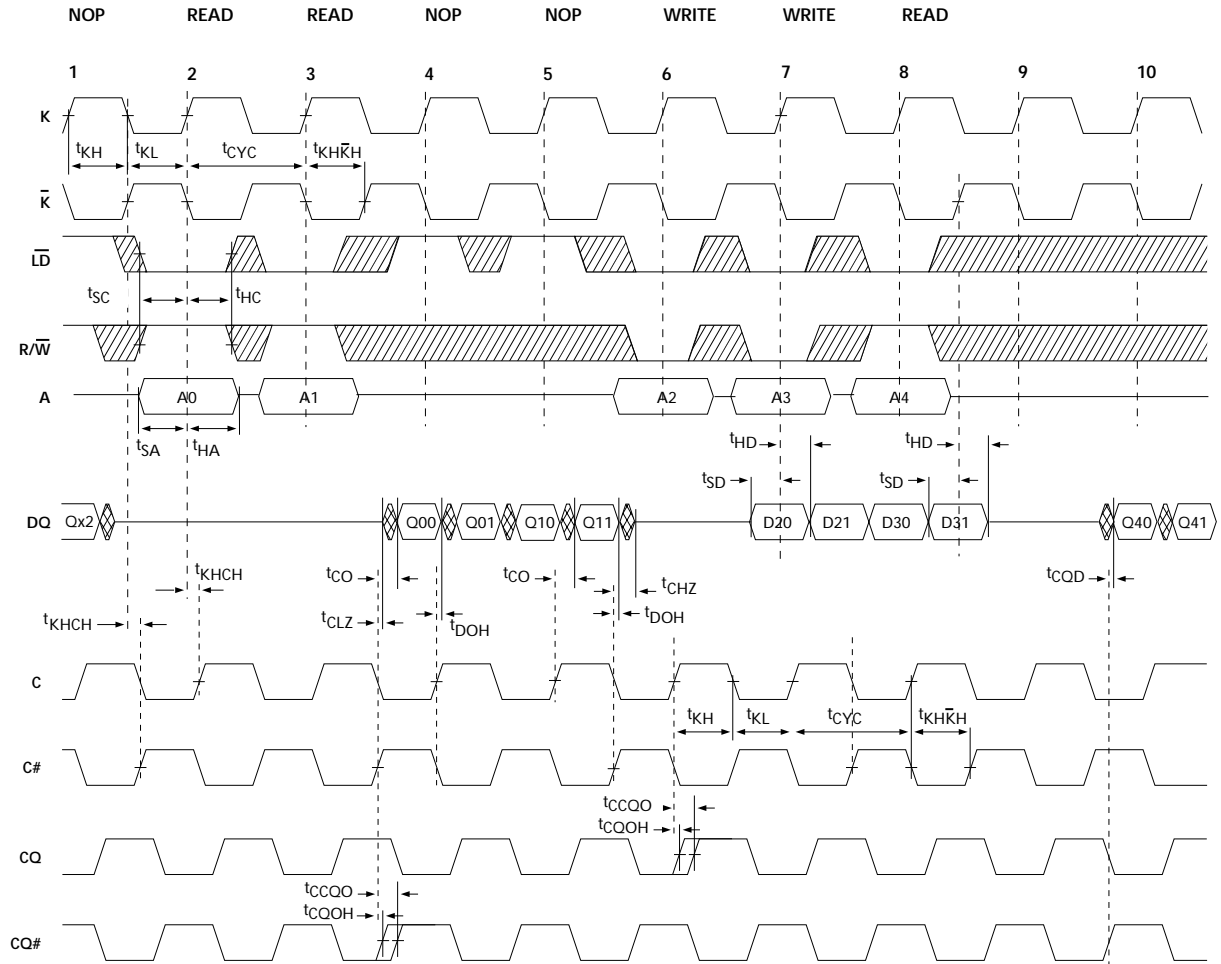 NOP READ READ NOP NOP WRITE WRITE READ
1 2 3 4 5 6 7 8 9 10
K
tKH tKL tCYC tKHK̅H
K̅
L̅D̅
tSC tHC
R/W̅
A A0 A1 A2 A3 A4
tSA tHA tHD tHD
tSD tSD
DQ Qx2 Q00 Q01 Q10 Q11 D20 D21 D30 D31 Q40 Q41
tKHCH tCO tCO tCHZ tCQD
tKHCH tCLZ tDOH tDOH
C
tKH tKL tCYC tKHK̅H
C#
tCCQO
tCQOH
CQ
tCCQO
tCQOH
CQ#